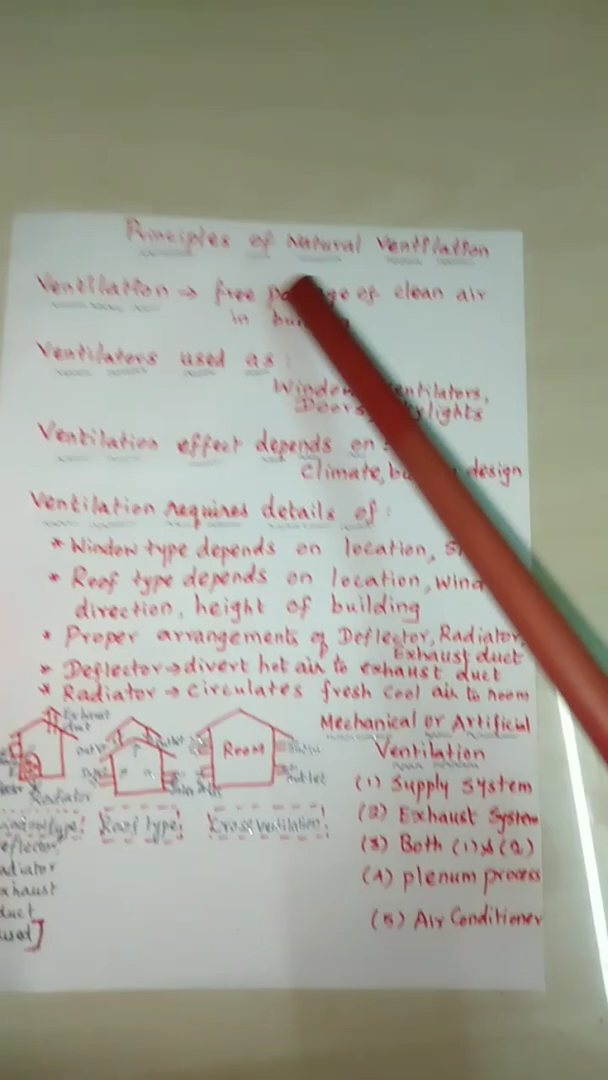 Principles of Natural Ventilation
Ventilation → free of clean air
in
Ventilators used as :
Window, Ventilators,
Doors, Skylights
Ventilation effect depends on :
Climate, design
Ventilation requires details of :
* Window type depends on location,
* Roof type depends on location, wind
direction, height of building
* Proper arrangements of Deflector, Radiator,
Exhaust duct
* Deflector → divert hot air to exhaust duct
* Radiator → circulates fresh cool air to room
Mechanical or Artificial
Ventilation
(1) Supply System
(2) Exhaust System
(3) Both (1) & (2)
(4) plenum process
(5) Air Conditioner
Exhaust
duct
Radiator
Room
Outlet
Roof type
Cross ventilation